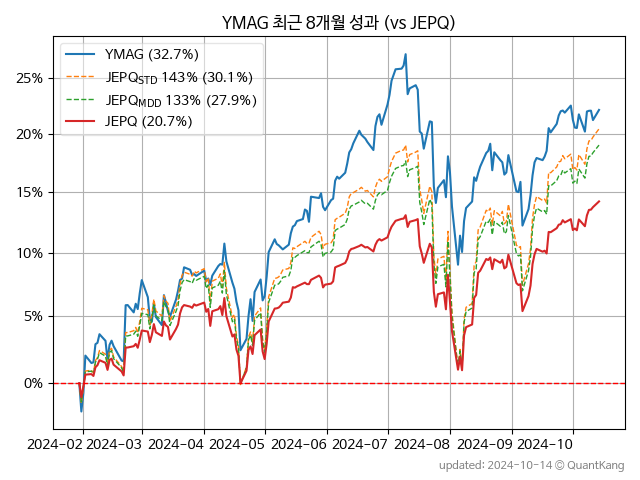 YMAG 최근 8개월 성과 (vs JEPQ)
YMAG (32.7%)
JEPQSTD 143% (30.1%)
JEPQMDD 133% (27.9%)
JEPQ (20.7%)
25%
20%
15%
10%
5%
0%
2024-02 2024-03 2024-04 2024-05 2024-06 2024-07 2024-08 2024-09 2024-10
updated: 2024-10-14 © QuantKang